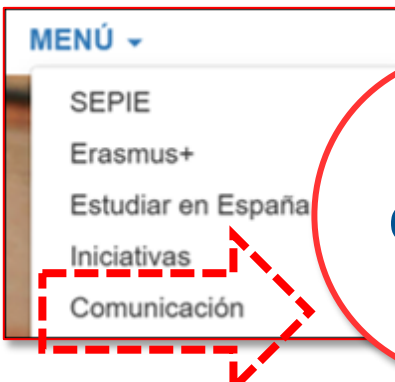 MENÚ
SEPIE
Erasmus+
Estudiar en España
Iniciativas
Comunicación